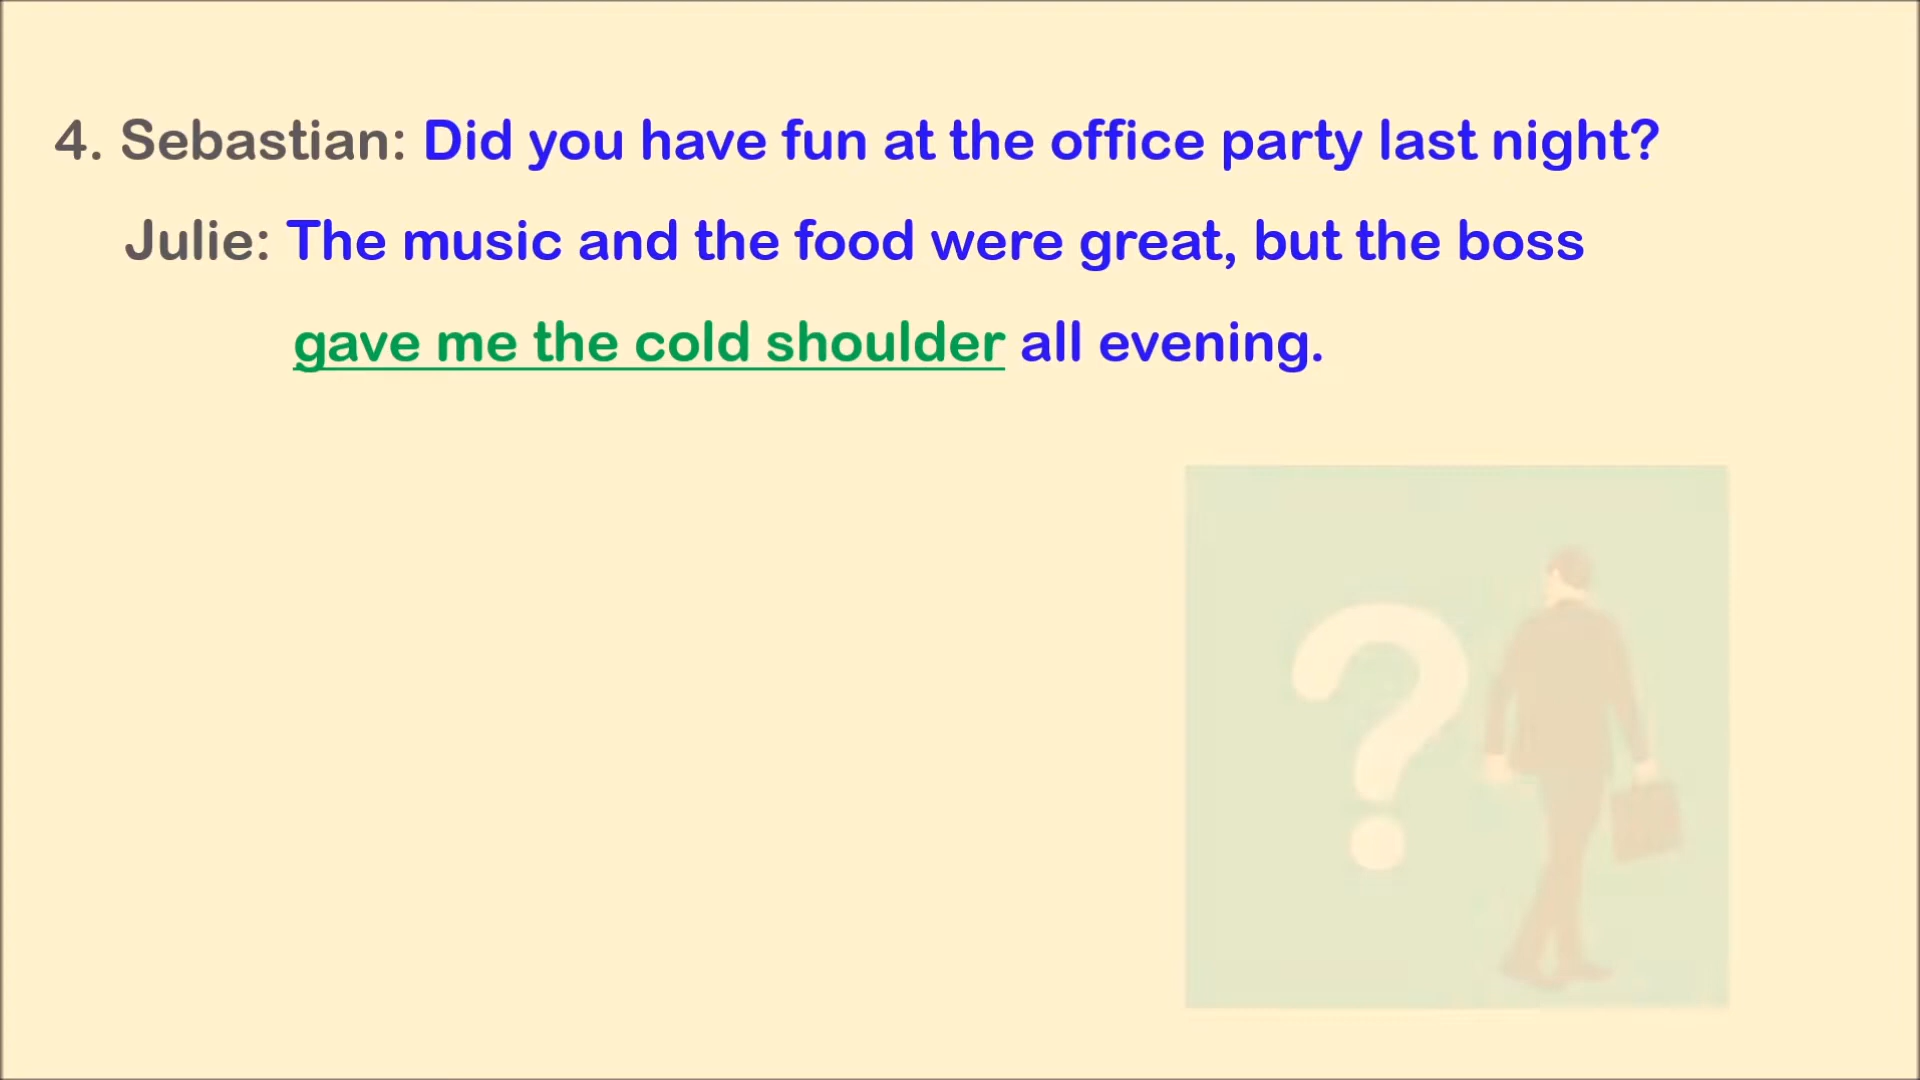 4. Sebastian: Did you have fun at the office party last night?
Julie: The music and the food were great, but the boss
gave me the cold shoulder all evening.
?